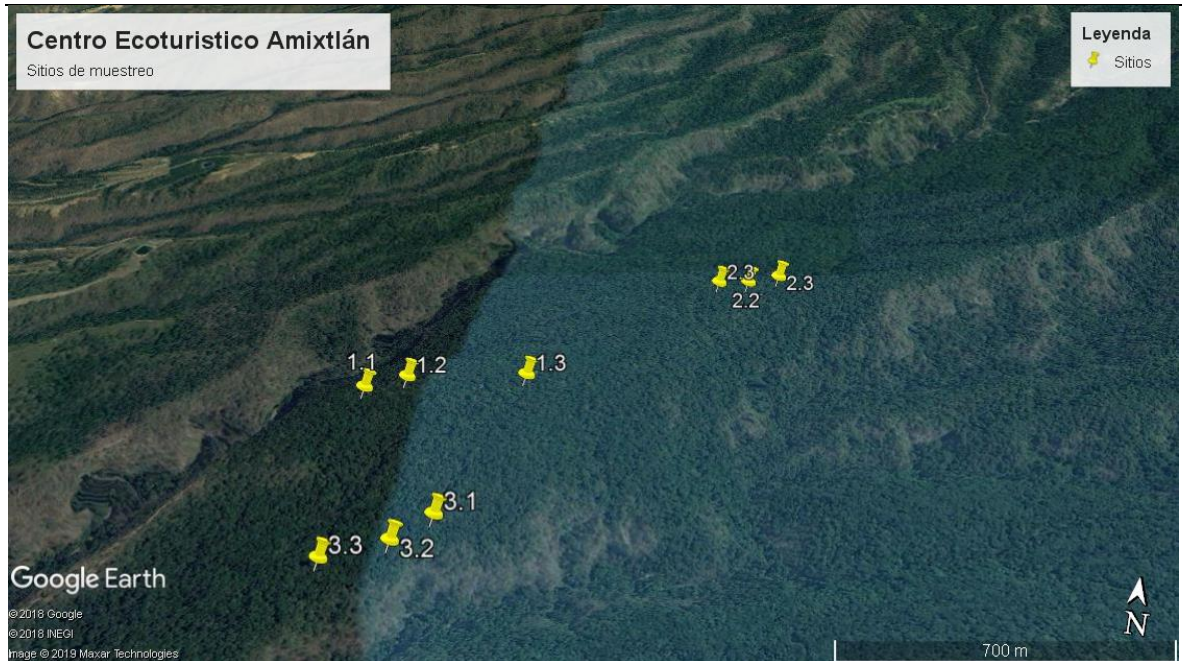 Centro Ecoturistico Amixtlán
Sitios de muestreo
Leyenda
Sitios
2.3
2.2
2.3
1.1
1.2
1.3
3.1
3.2
3.3
Google Earth
©2018 Google
©2018 INEGI
Image © 2019 Maxar Technologies
N
700 m